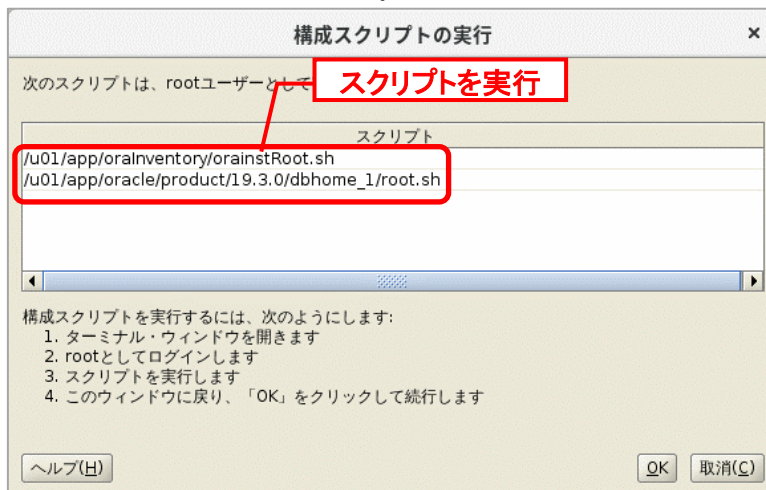 構成スクリプトの実行
×
次のスクリプトは、rootユーザーとして
スクリプトを実行
スクリプト
/u01/app/oraInventory/orainstRoot.sh
/u01/app/oracle/product/19.3.0/dbhome_1/root.sh
構成スクリプトを実行するには、次のようにします:
1. ターミナル・ウィンドウを開きます
2. rootとしてログインします
3. スクリプトを実行します
4. このウィンドウに戻り、「OK」をクリックして続行します
ヘルプ(H)
OK
取消(C)